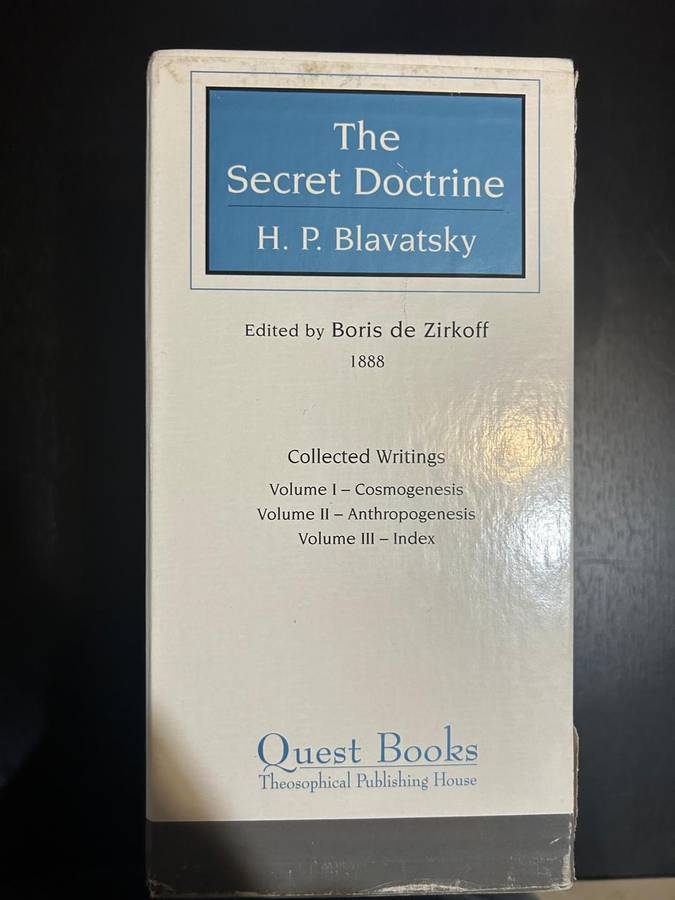 The
Secret Doctrine
H. P. Blavatsky
Edited by Boris de Zirkoff
1888
Collected Writings
Volume I – Cosmogenesis
Volume II – Anthropogenesis
Volume III – Index
Quest Books
Theosophical Publishing House